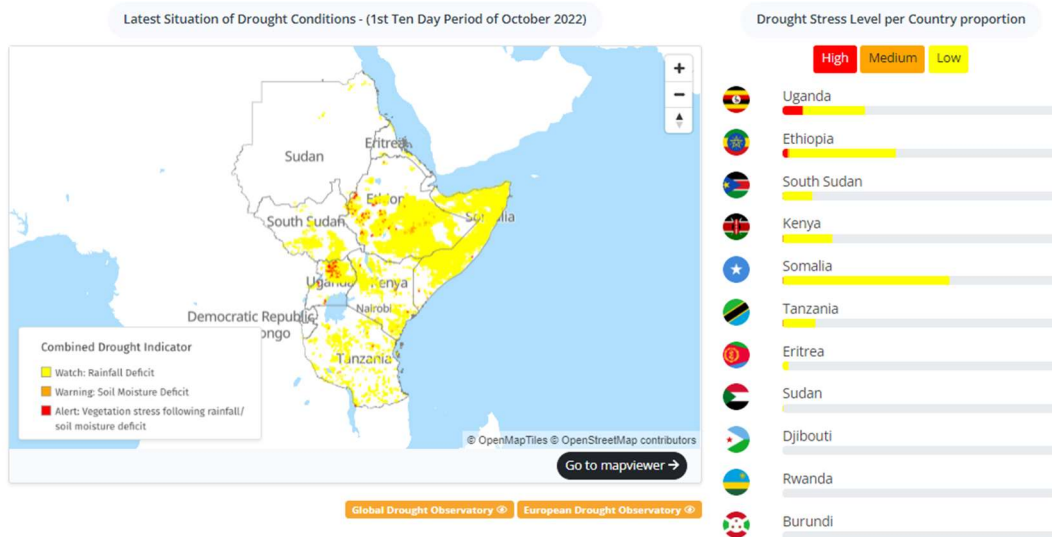 Latest Situation of Drought Conditions - (1st Ten Day Period of October 2022)
Sudan
Eritrea
Ethiop
South Sudan
Somalia
Uganda
Kenya
Nairobi
Democratic Republic
ongo
Tanzania
Combined Drought Indicator
Watch: Rainfall Deficit
Warning: Soil Moisture Deficit
Alert: Vegetation stress following rainfall/
soil moisture deficit
© OpenMapTiles © OpenStreetMap contributors
Go to mapviewer
Global Drought Observatory
European Drought Observatory
Drought Stress Level per Country proportion
High Medium Low
Uganda
Ethiopia
South Sudan
Kenya
Somalia
Tanzania
Eritrea
Sudan
Djibouti
Rwanda
Burundi